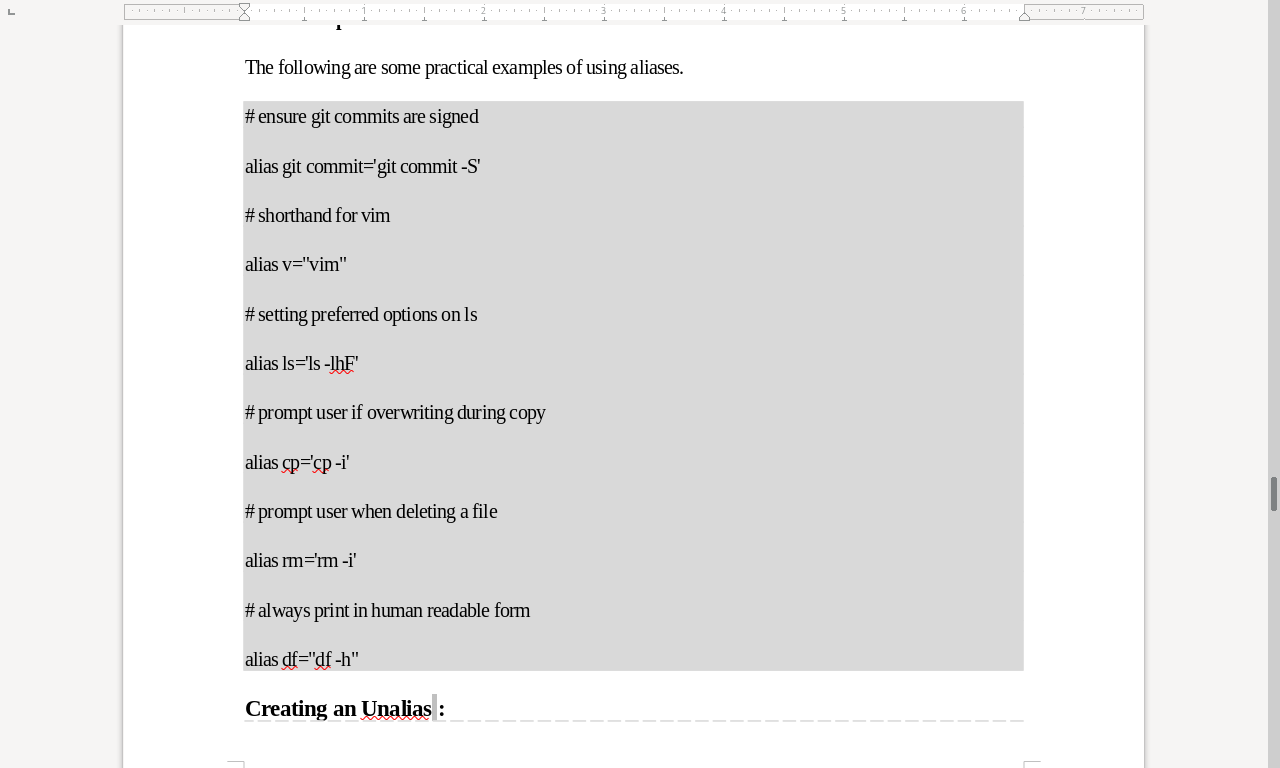 1 2 3 4 5 6 7
The following are some practical examples of using aliases.
# ensure git commits are signed
alias git commit='git commit -S'
# shorthand for vim
alias v="vim"
# setting preferred options on ls
alias ls='ls -lhF'
# prompt user if overwriting during copy
alias cp='cp -i'
# prompt user when deleting a file
alias rm='rm -i'
# always print in human readable form
alias df="df -h"
Creating an Unalias :